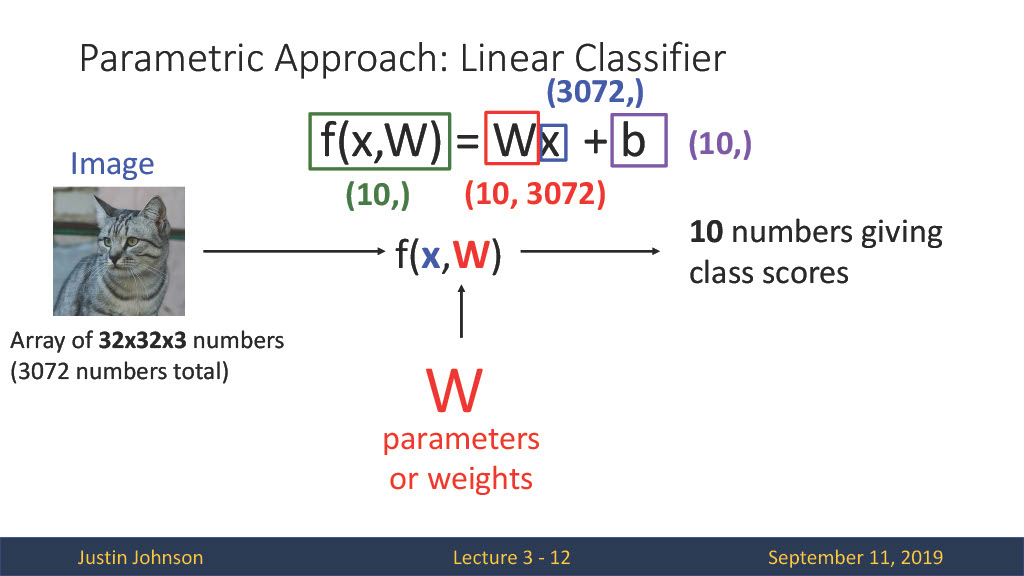 Parametric Approach: Linear Classifier
(3072,)
f(x,W) = Wx + b (10,)
(10,) (10, 3072)
Image
f(x,W)
10 numbers giving
class scores
Array of 32x32x3 numbers
(3072 numbers total)
W
parameters
or weights
Justin Johnson
Lecture 3 - 12
September 11, 2019